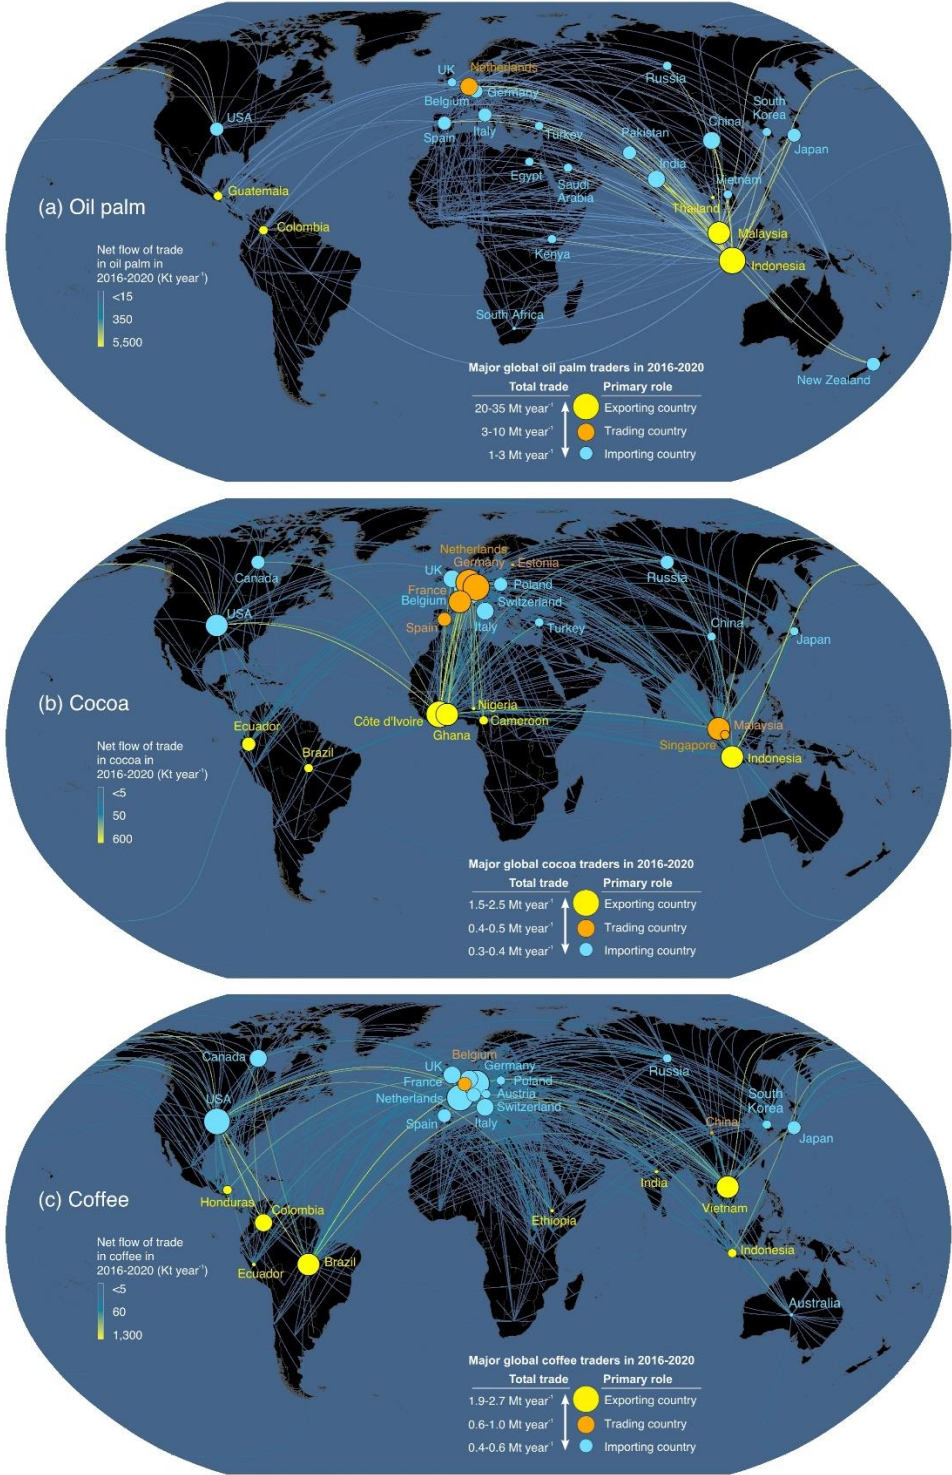 UK
Netherlands
Russia
Belgium
Germany
USA
Spain
Italy
Turkey
Pakistan
China
South
Korea
Japan
India
Egypt
Saudi
Arabia
Vietnam
Thailand
Guatemala
(a) Oil palm
Colombia
Malaysia
Kenya
Indonesia
Net flow of trade
in oil palm in
2016-2020 (Kt year⁻¹)
<15
350
5,500
South Africa
New Zealand
Major global oil palm traders in 2016-2020
Total trade Primary role
20-35 Mt year⁻¹ Exporting country
3-10 Mt year⁻¹ Trading country
1-3 Mt year⁻¹ Importing country
Netherlands
Germany
Estonia
Canada
UK
Poland
Russia
France
Belgium
Switzerland
USA
Spain
Italy
Turkey
China
Japan
(b) Cocoa
Nigeria
Côte d'Ivoire
Cameroon
Ghana
Ecuador
Brazil
Malaysia
Singapore
Indonesia
Net flow of trade
in cocoa in
2016-2020 (Kt year⁻¹)
<5
50
600
Major global cocoa traders in 2016-2020
Total trade Primary role
1.5-2.5 Mt year⁻¹ Exporting country
0.4-0.5 Mt year⁻¹ Trading country
0.3-0.4 Mt year⁻¹ Importing country
Canada
Belgium
UK
Germany
France
Poland
Russia
Netherlands
Austria
USA
Spain
Italy
Switzerland
China
South
Korea
Japan
(c) Coffee
Honduras
Colombia
India
Vietnam
Ethiopia
Ecuador
Brazil
Indonesia
Australia
Net flow of trade
in coffee in
2016-2020 (Kt year⁻¹)
<5
60
1,300
Major global coffee traders in 2016-2020
Total trade Primary role
1.9-2.7 Mt year⁻¹ Exporting country
0.6-1.0 Mt year⁻¹ Trading country
0.4-0.6 Mt year⁻¹ Importing country